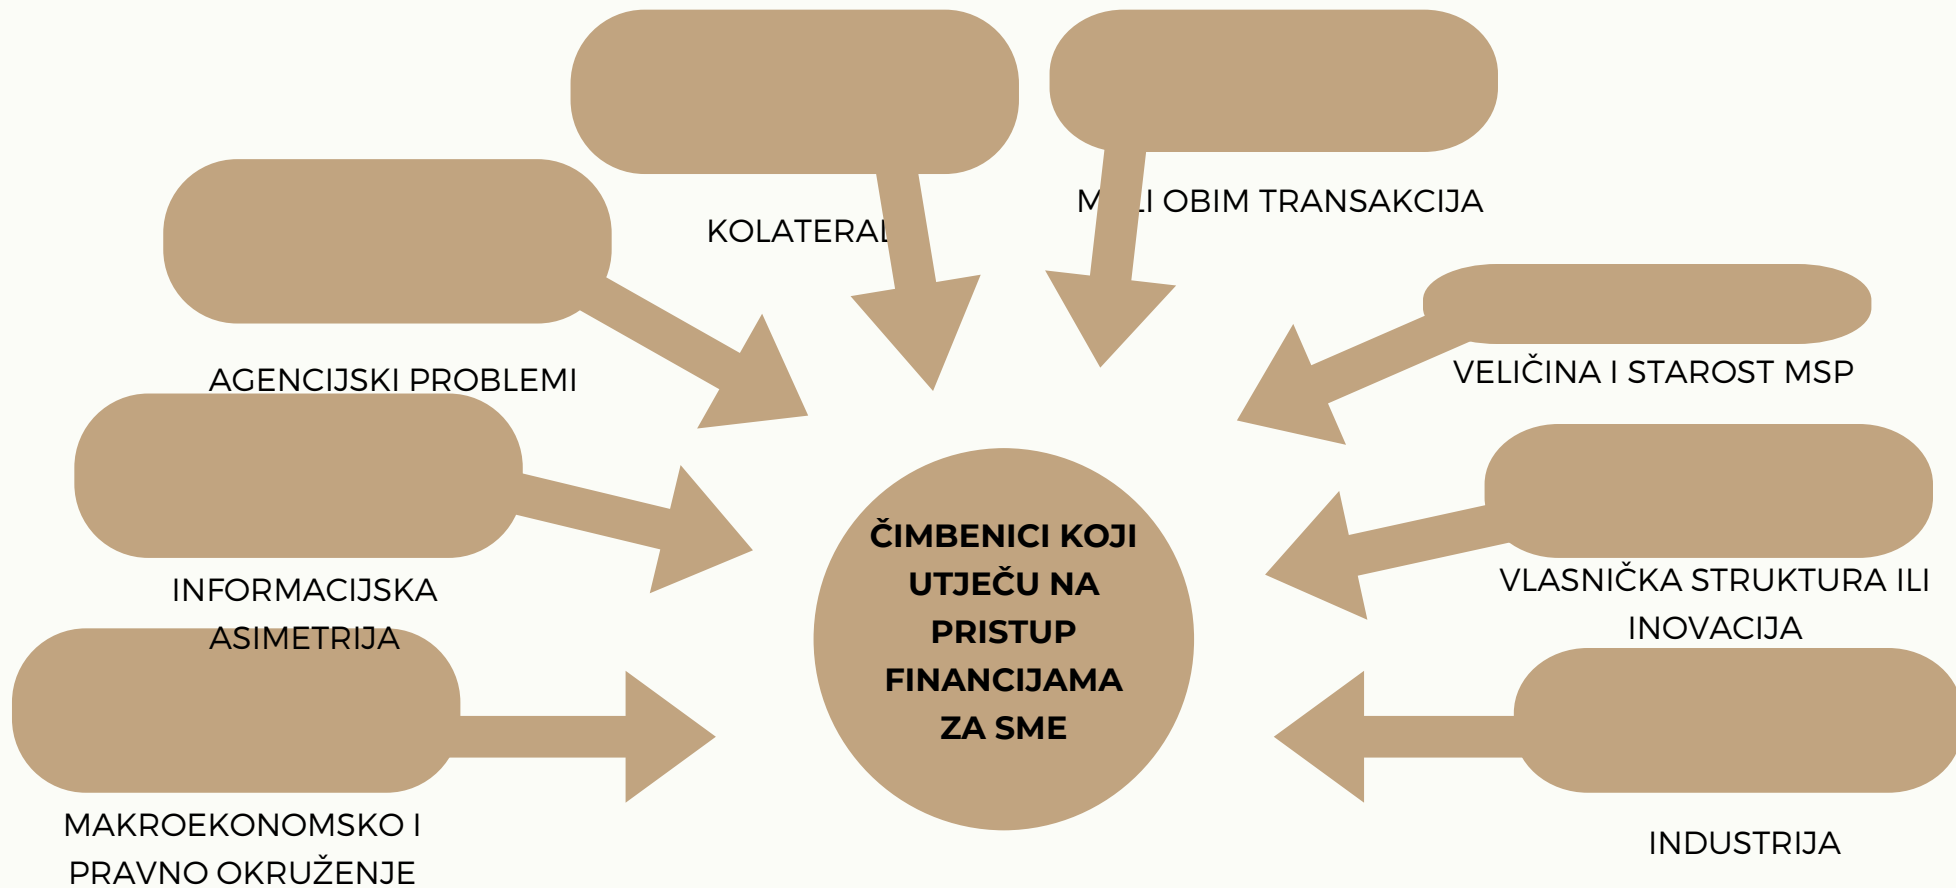 KOLATERAL
MALI OBIM TRANSAKCIJA
AGENCIJSKI PROBLEMI
VELIČINA I STAROST MSP
INFORMACIJSKA
ASIMETRIJA
ČIMBENICI KOJI
UTJEČU NA
PRISTUP
FINANCIJAMA
ZA SME
VLASNIČKA STRUKTURA ILI
INOVACIJA
MAKROEKONOMSKO I
PRAVNO OKRUŽENJE
INDUSTRIJA